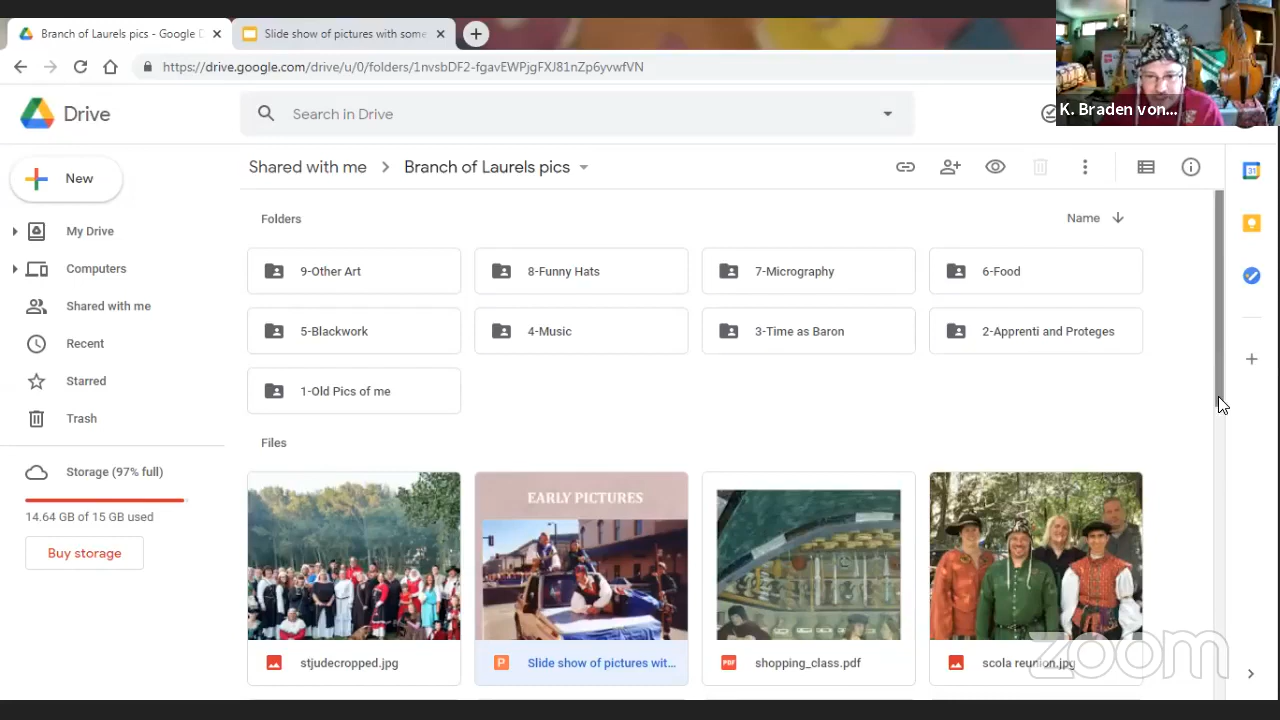 Branch of Laurels pics - Google D
Slide show of pictures with some
https://drive.google.com/drive/u/0/folders/1nvsbDF2-fgavEWPjgFXJ81nZp6yvwfVN
K. Braden von...
Drive
Search in Drive
New
Shared with me
Branch of Laurels pics
My Drive
Computers
Shared with me
Recent
Starred
Trash
Storage (97% full)
14.64 GB of 15 GB used
Buy storage
Folders
Name
9-Other Art
8-Funny Hats
7-Micrography
6-Food
5-Blackwork
4-Music
3-Time as Baron
2-Apprenti and Proteges
1-Old Pics of me
Files
EARLY PICTURES
stjudecropped.jpg
P
Slide show of pictures wit...
PDF
shopping_class.pdf
scola reunion.jpg
31
zoom